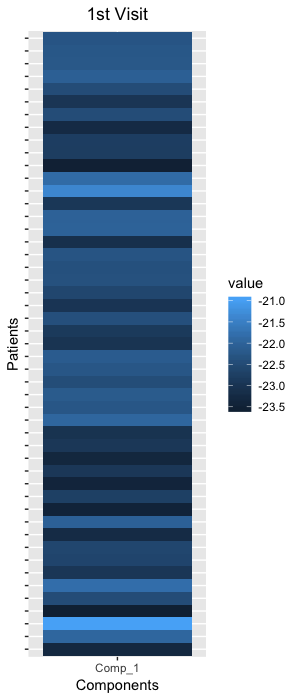 1st Visit
Patients
value
-21.0
-21.5
-22.0
-22.5
-23.0
-23.5
Comp_1
Components